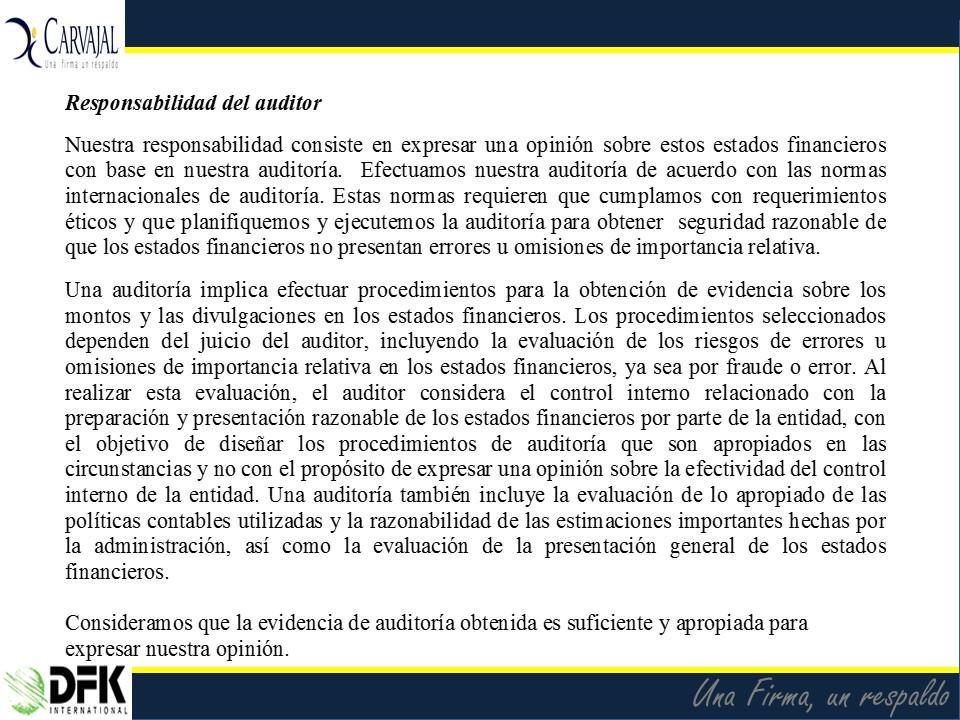 CARVAJAL
Una firma un respaldo
Responsabilidad del auditor
Nuestra responsabilidad consiste en expresar una opinión sobre estos estados financieros
con base en nuestra auditoría. Efectuamos nuestra auditoría de acuerdo con las normas
internacionales de auditoría. Estas normas requieren que cumplamos con requerimientos
éticos y que planifiquemos y ejecutemos la auditoría para obtener seguridad razonable de
que los estados financieros no presentan errores u omisiones de importancia relativa.
Una auditoría implica efectuar procedimientos para la obtención de evidencia sobre los
montos y las divulgaciones en los estados financieros. Los procedimientos seleccionados
dependen del juicio del auditor, incluyendo la evaluación de los riesgos de errores u
omisiones de importancia relativa en los estados financieros, ya sea por fraude o error. Al
realizar esta evaluación, el auditor considera el control interno relacionado con la
preparación y presentación razonable de los estados financieros por parte de la entidad, con
el objetivo de diseñar los procedimientos de auditoría que son apropiados en las
circunstancias y no con el propósito de expresar una opinión sobre la efectividad del control
interno de la entidad. Una auditoría también incluye la evaluación de lo apropiado de las
políticas contables utilizadas y la razonabilidad de las estimaciones importantes hechas por
la administración, así como la evaluación de la presentación general de los estados
financieros.
Consideramos que la evidencia de auditoría obtenida es suficiente y apropiada para
expresar nuestra opinión.
DFK
INTERNATIONAL
Una Firma, un respaldo